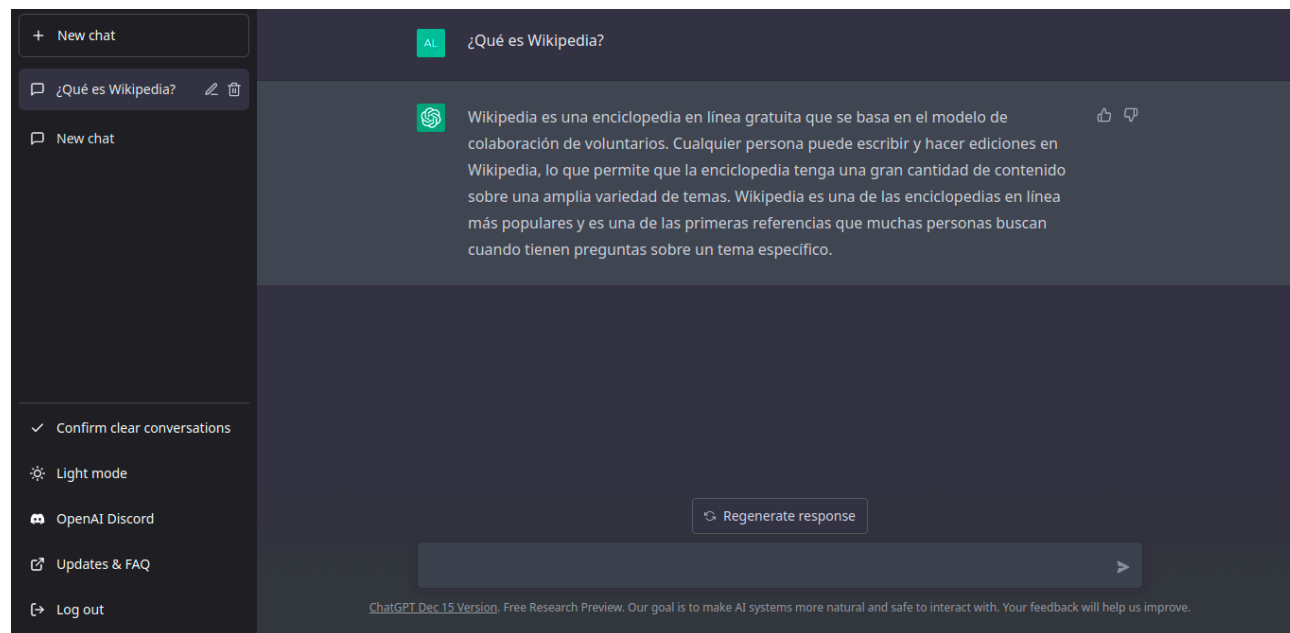 New chat
¿Qué es Wikipedia?
New chat
Confirm clear conversations
Light mode
OpenAI Discord
Updates & FAQ
Log out
AL
¿Qué es Wikipedia?
Wikipedia es una enciclopedia en línea gratuita que se basa en el modelo de
colaboración de voluntarios. Cualquier persona puede escribir y hacer ediciones en
Wikipedia, lo que permite que la enciclopedia tenga una gran cantidad de contenido
sobre una amplia variedad de temas. Wikipedia es una de las enciclopedias en línea
más populares y es una de las primeras referencias que muchas personas buscan
cuando tienen preguntas sobre un tema específico.
Regenerate response
ChatGPT Dec 15 Version. Free Research Preview. Our goal is to make AI systems more natural and safe to interact with. Your feedback will help us improve.